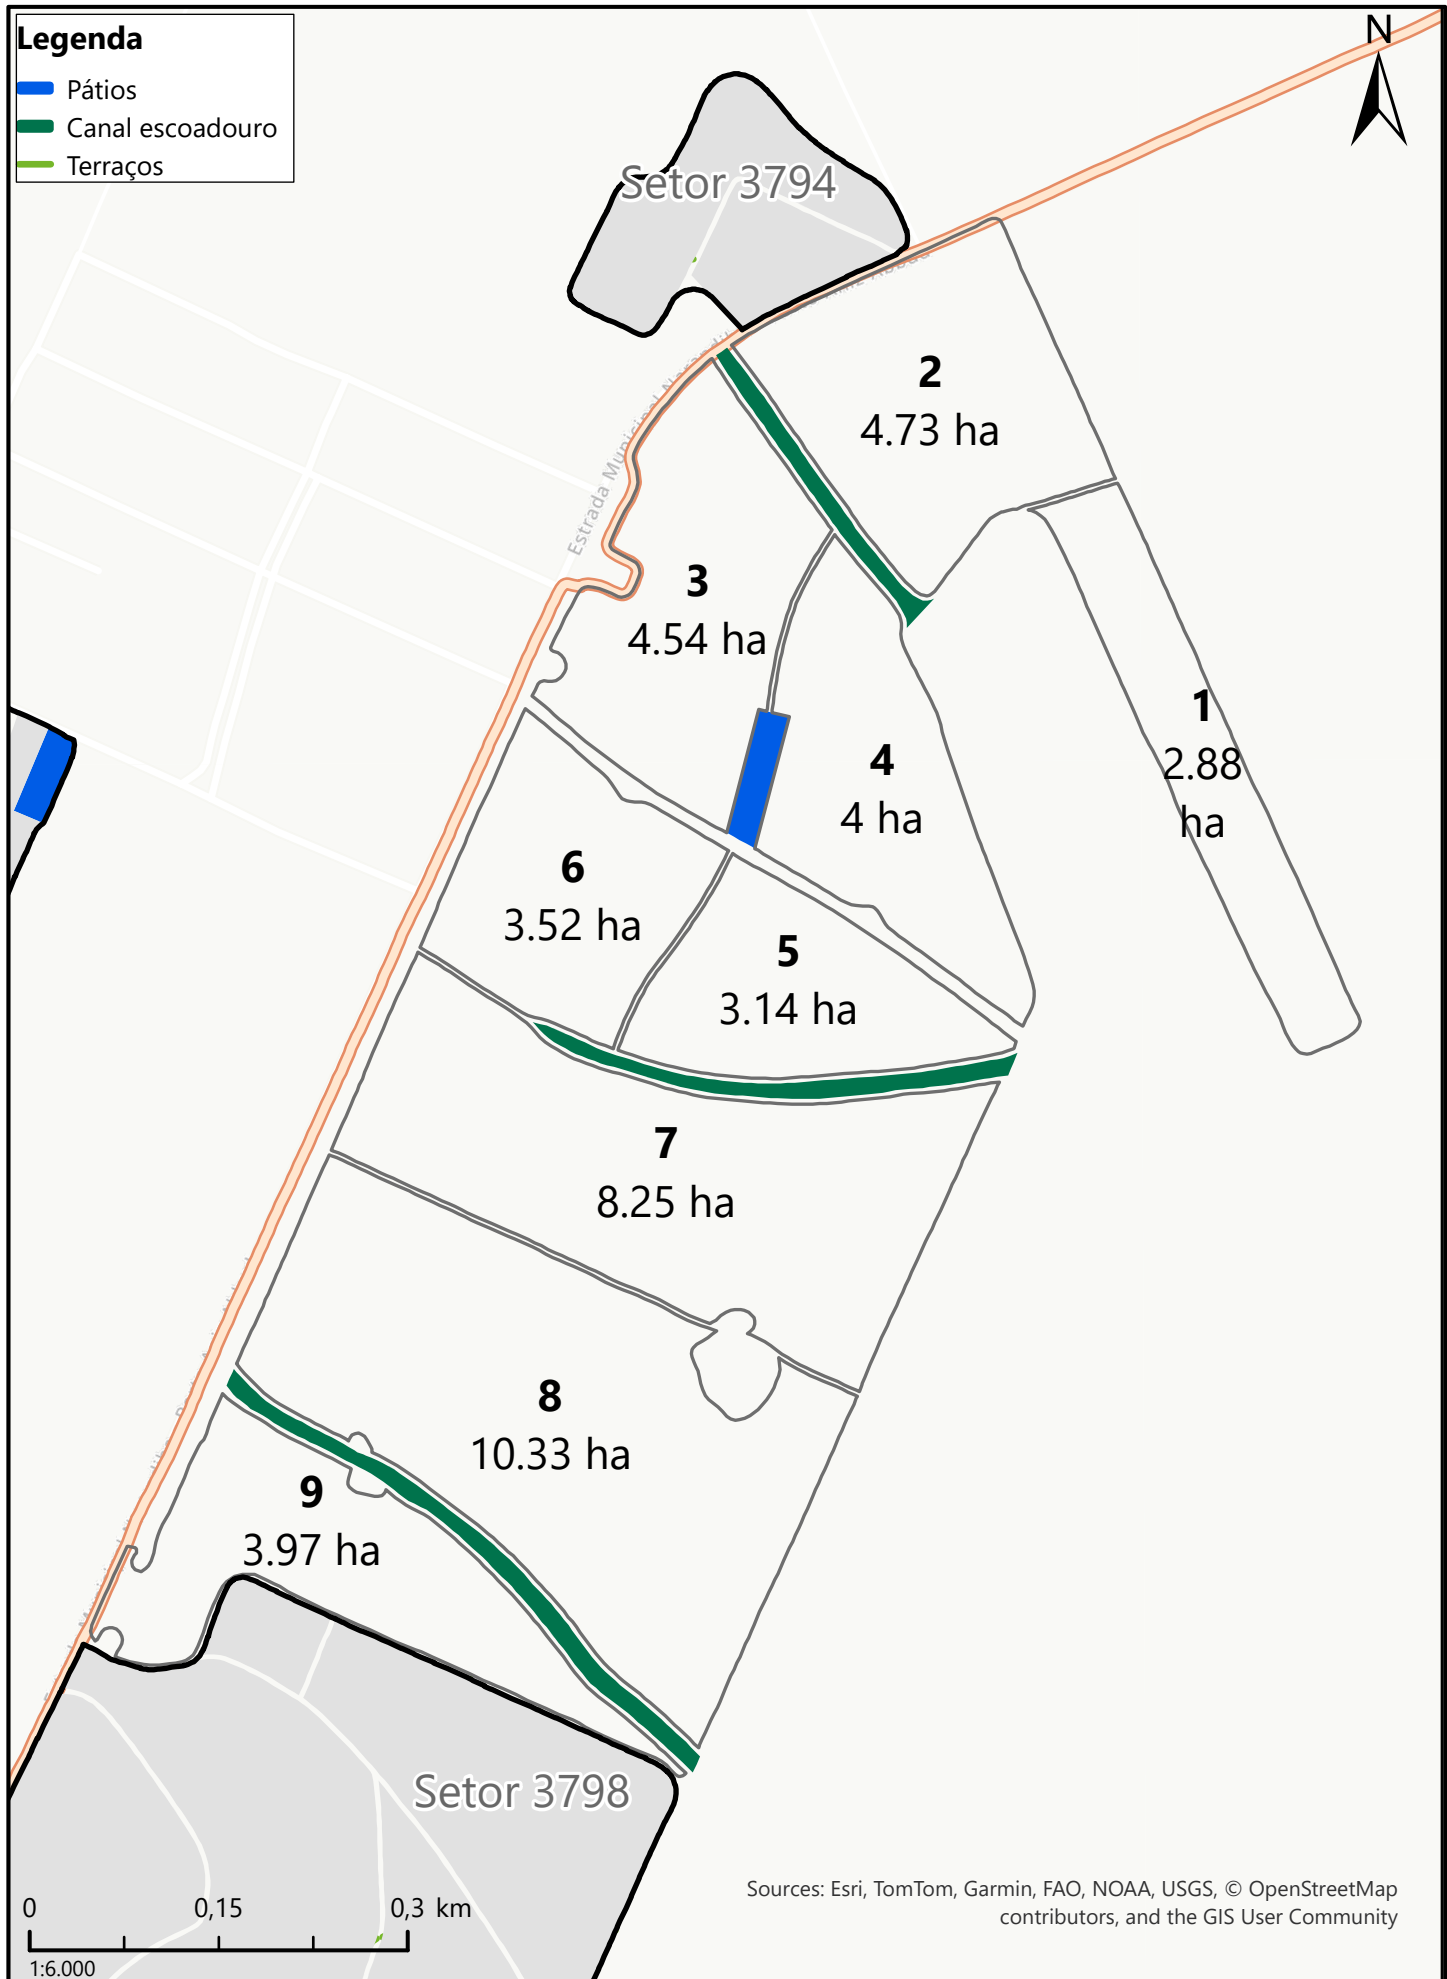 Legenda
Pátios
Canal escoadouro
Terraços
N
Setor 3794
Estrada Municipal
2
4.73 ha
3
4.54 ha
1
2.88
ha
4
4 ha
6
3.52 ha
5
3.14 ha
7
8.25 ha
8
10.33 ha
9
3.97 ha
Setor 3798
0 0,15 0,3 km
1:6.000
Sources: Esri, TomTom, Garmin, FAO, NOAA, USGS, © OpenStreetMap
contributors, and the GIS User Community